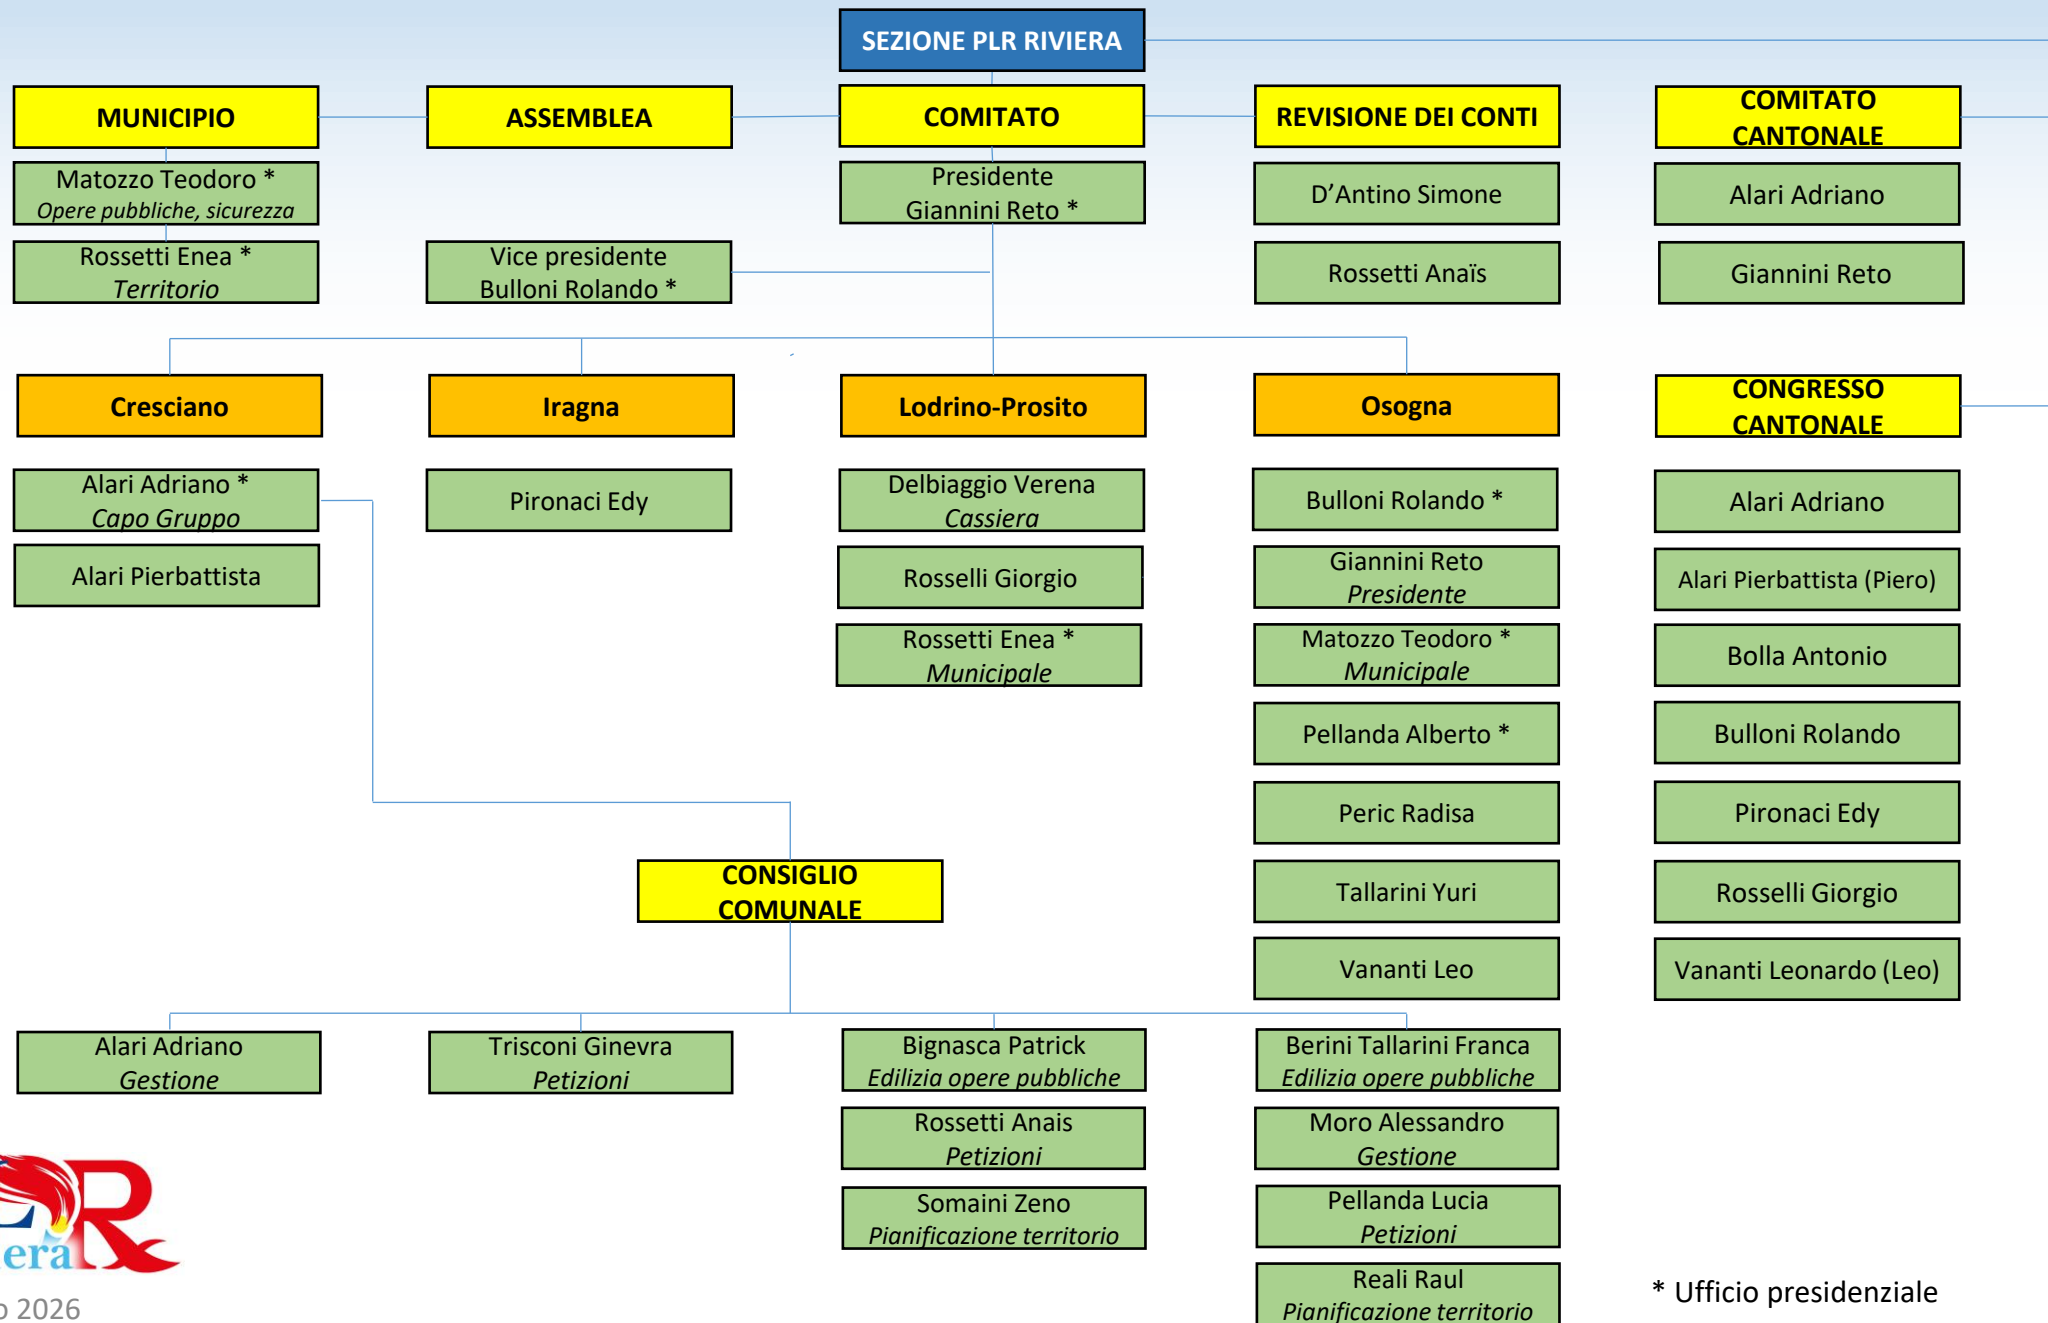 SEZIONE PLR RIVIERA
MUNICIPIO
ASSEMBLEA
COMITATO
REVISIONE DEI CONTI
COMITATO
CANTONALE
Matozzo Teodoro *
Opere pubbliche, sicurezza
Presidente
Giannini Reto *
D’Antino Simone
Alari Adriano
Rossetti Enea *
Territorio
Vice presidente
Bulloni Rolando *
Rossetti Anaïs
Giannini Reto
Cresciano
Iragna
Lodrino-Prosito
Osogna
CONGRESSO
CANTONALE
Alari Adriano *
Capo Gruppo
Alari Pierbattista
Pironaci Edy
Delbiaggio Verena
Cassiera
Rosselli Giorgio
Rossetti Enea *
Municipale
Bulloni Rolando *
Giannini Reto
Presidente
Matozzo Teodoro *
Municipale
Pellanda Alberto *
Peric Radisa
Tallarini Yuri
Vananti Leo
Alari Adriano
Alari Pierbattista (Piero)
Bolla Antonio
Bulloni Rolando
Pironaci Edy
Rosselli Giorgio
Vananti Leonardo (Leo)
CONSIGLIO
COMUNALE
Alari Adriano
Gestione
Trisconi Ginevra
Petizioni
Bignasca Patrick
Edilizia opere pubbliche
Rossetti Anais
Petizioni
Somaini Zeno
Pianificazione territorio
Berini Tallarini Franca
Edilizia opere pubbliche
Moro Alessandro
Gestione
Pellanda Lucia
Petizioni
Reali Raul
Pianificazione territorio
2026
* Ufficio presidenziale